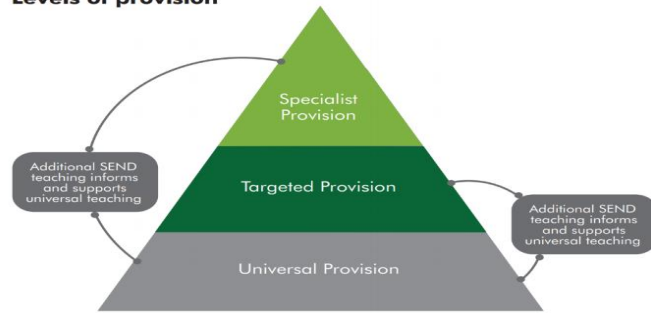 Levels of provision
Specialist
Provision
Additional SEND
teaching informs
and supports
universal teaching
Targeted Provision
Additional SEND
teaching informs
and supports
universal teaching
Universal Provision